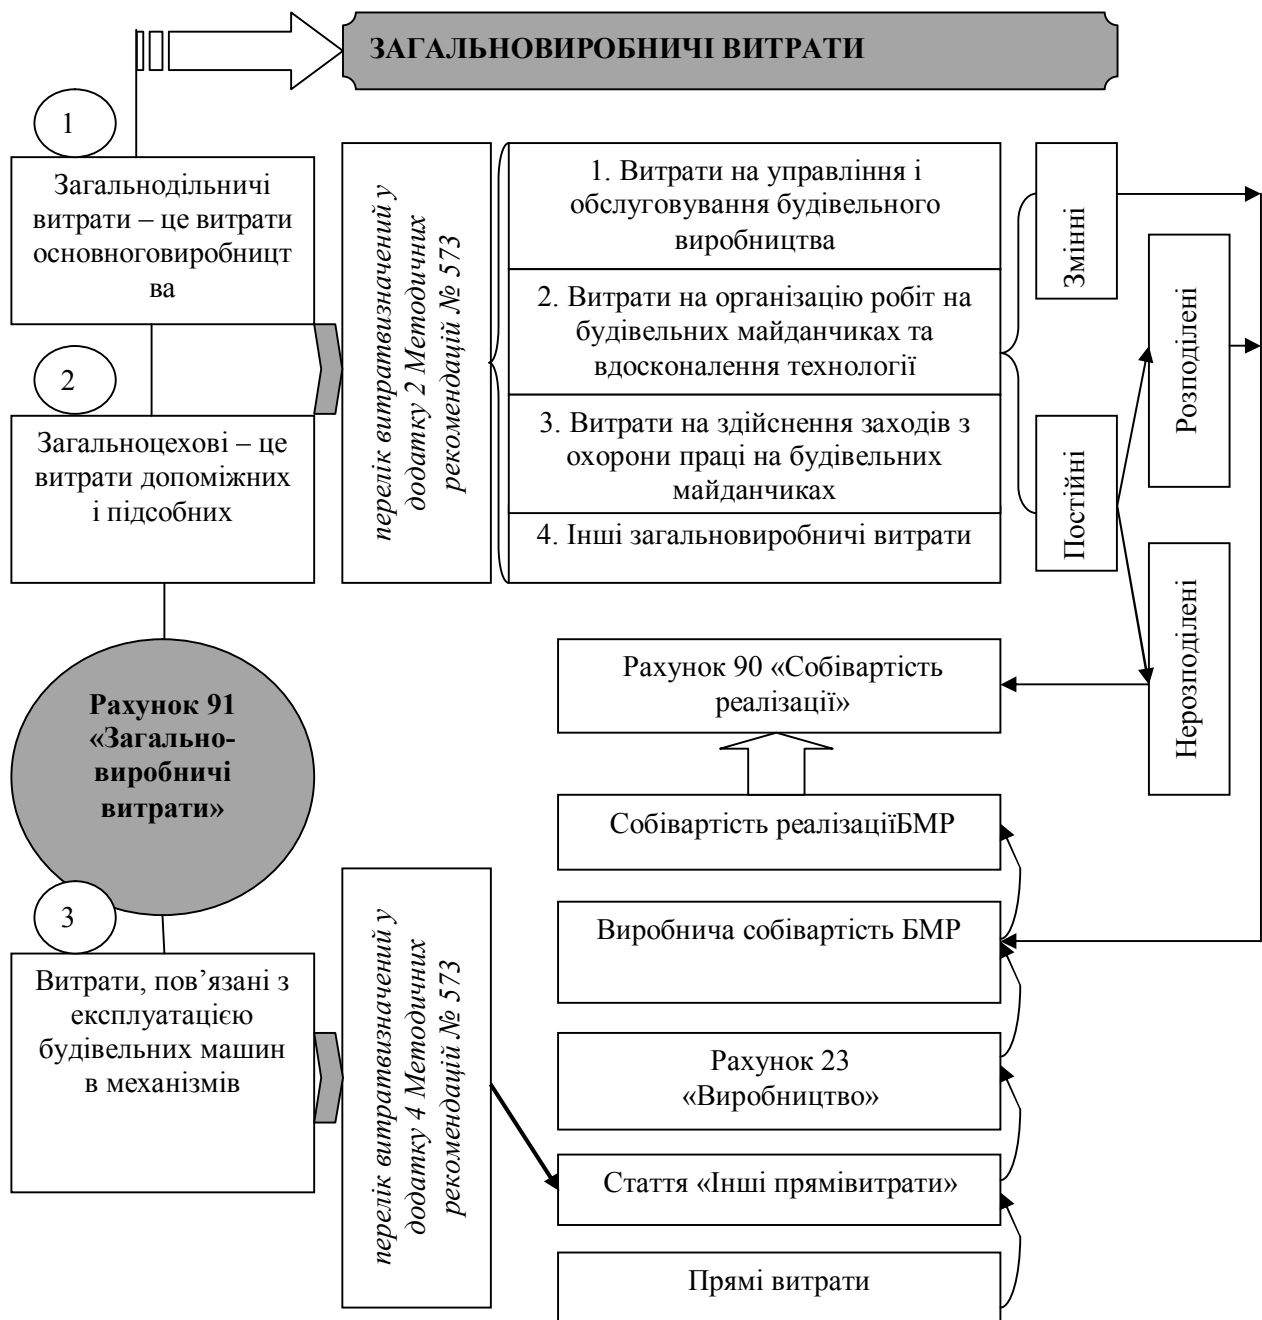 ЗАГАЛЬНОВИРОБНИЧІ ВИТРАТИ
1
Загальнодільничі
витрати – це витрати
основноговиробницт
ва
2
Загальноцехові – це
витрати допоміжних
і підсобних
перелік витратвизначений у
додатку 2 Методичних
рекомендацій № 573
1. Витрати на управління і
обслуговування будівельного
виробництва
2. Витрати на організацію робіт на
будівельних майданчиках та
вдосконалення технології
3. Витрати на здійснення заходів з
охорони праці на будівельних
майданчиках
4. Інші загальновиробничі витрати
Змінні
Постійні
Розподілені
Нерозподілені
Рахунок 91
«Загально-
виробничі
витрати»
3
Витрати, пов’язані з
експлуатацією
будівельних машин
в механізмів
перелік витратвизначений у
додатку 4 Методичних
рекомендацій № 573
Рахунок 90 «Собівартість
реалізації»
Собівартість реалізаціїБМР
Виробнича собівартість БМР
Рахунок 23
«Виробництво»
Стаття «Інші прямівитрати»
Прямі витрати